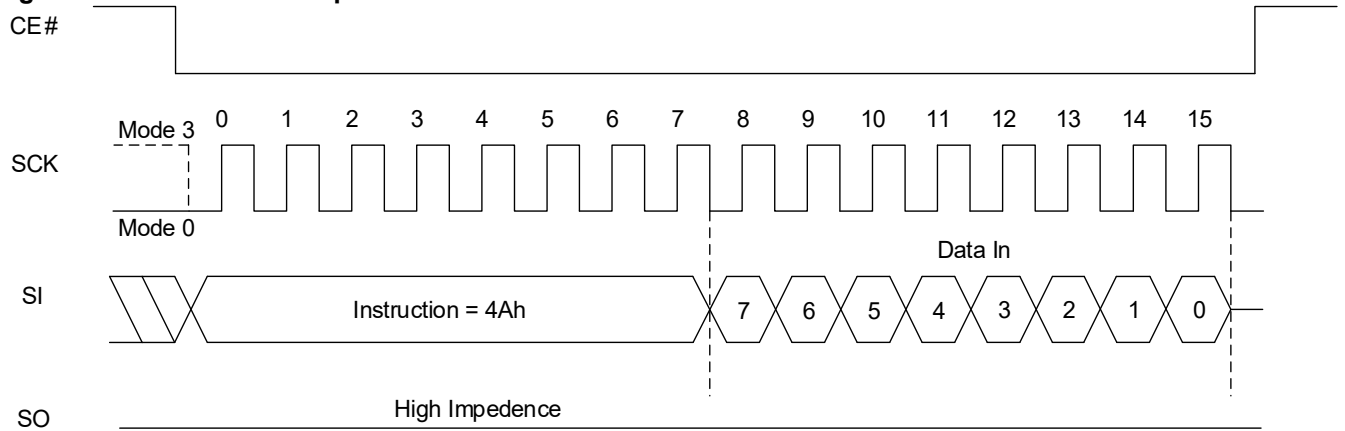 CE#
Mode 3 0 1 2 3 4 5 6 7 8 9 10 11 12 13 14 15
SCK
Mode 0
Data In
SI
Instruction = 4Ah 7 6 5 4 3 2 1 0
High Impedence
SO